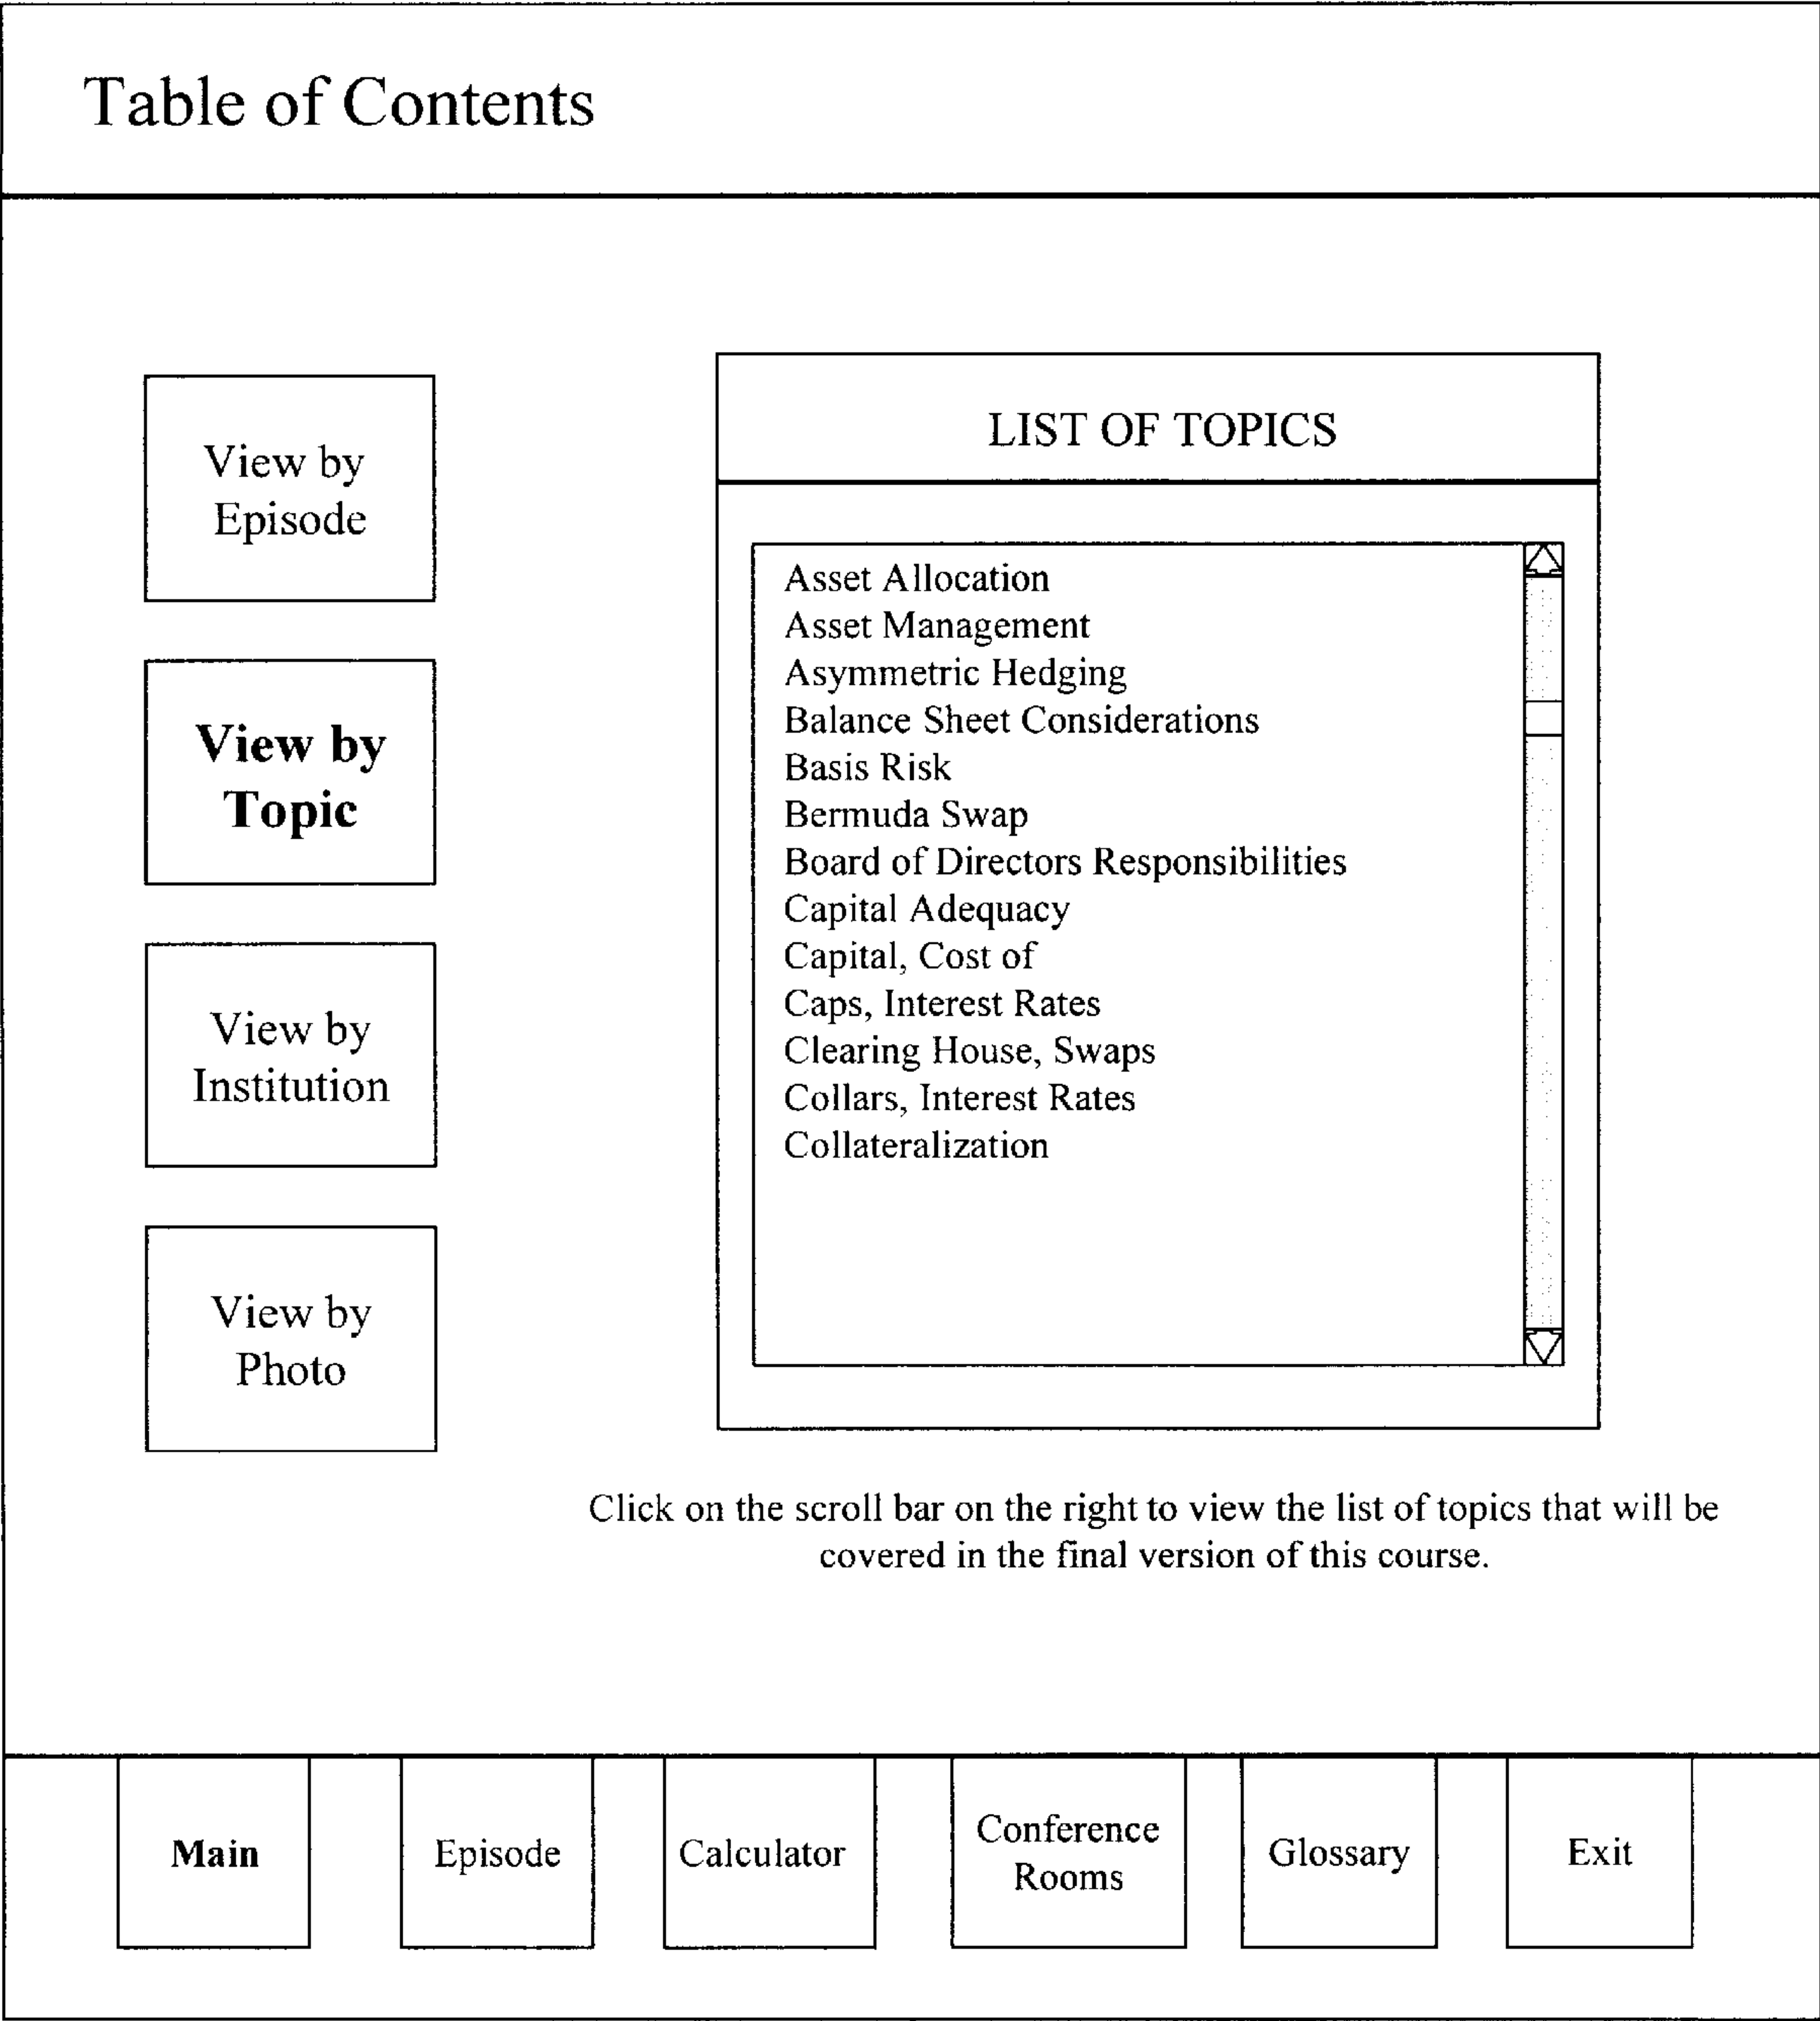 Table of Contents
View by
Episode
View by
Topic
View by
Institution
View by
Photo
LIST OF TOPICS
Asset Allocation
Asset Management
Asymmetric Hedging
Balance Sheet Considerations
Basis Risk
Bermuda Swap
Board of Directors Responsibilities
Capital Adequacy
Capital, Cost of
Caps, Interest Rates
Clearing House, Swaps
Collars, Interest Rates
Collateralization
Click on the scroll bar on the right to view the list of topics that will be
covered in the final version of this course.
Main
Episode
Calculator
Conference
Rooms
Glossary
Exit